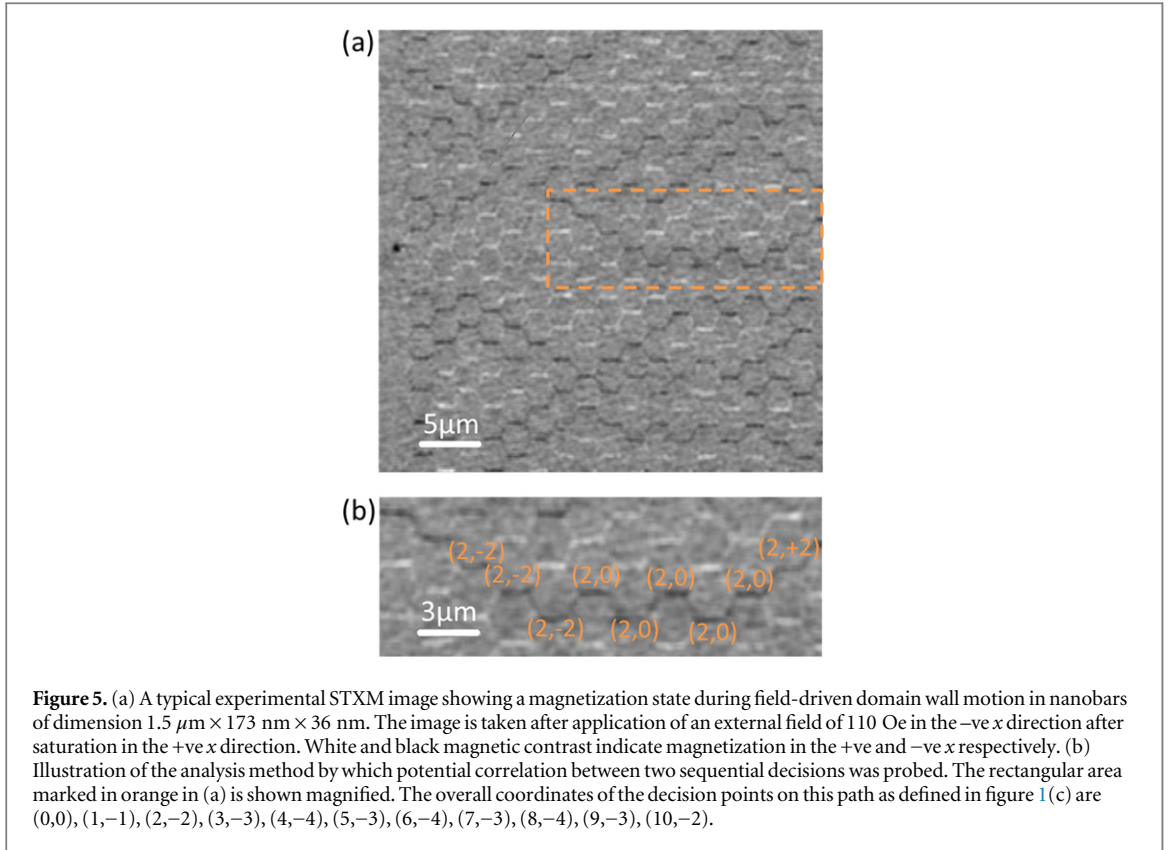 (a)
5μm
(b)
(2,-2)
(2,+2)
(2,-2)
(2,0)
(2,0)
(2,0)
3μm
(2,-2)
(2,0)
(2,0)
Figure 5. (a) A typical experimental STXM image showing a magnetization state during field-driven domain wall motion in nanobars
of dimension 1.5 μm × 173 nm × 36 nm. The image is taken after application of an external field of 110 Oe in the −ve x direction after
saturation in the +ve x direction. White and black magnetic contrast indicate magnetization in the +ve and −ve x respectively. (b)
Illustration of the analysis method by which potential correlation between two sequential decisions was probed. The rectangular area
marked in orange in (a) is shown magnified. The overall coordinates of the decision points on this path as defined in figure 1(c) are
(0,0), (1,−1), (2,−2), (3,−3), (4,−4), (5,−3), (6,−4), (7,−3), (8,−4), (9,−3), (10,−2).